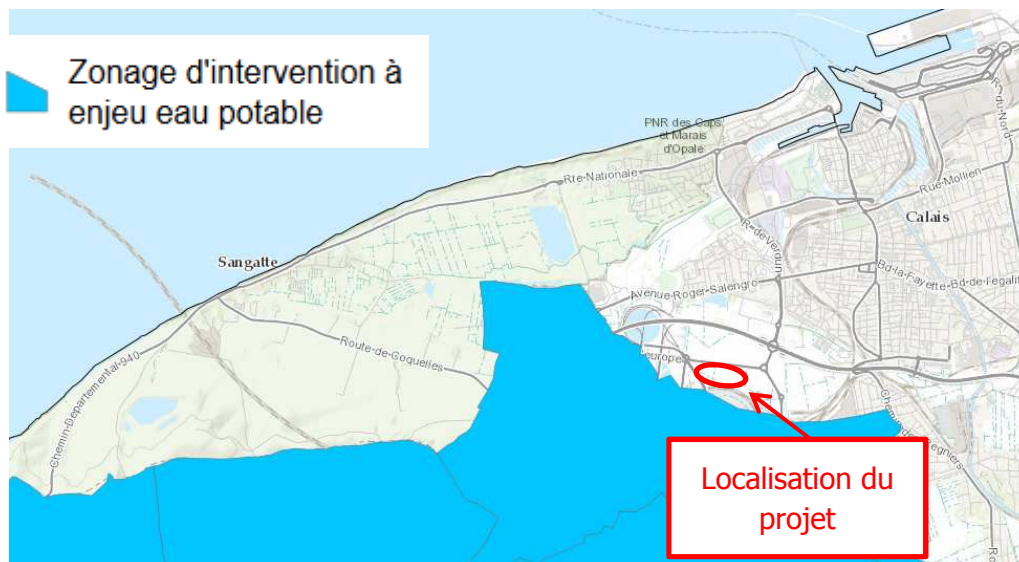 Zonage d'intervention à
enjeu eau potable
PNR des Caps
et Marais
d'Opale
R. du-Nord
Rte-Nationale
Rue-Mollien
Calais
R. de Verdun
Sangatte
Bd-la-Fayette-Bd-de-l'egalit
Avenue-Roger-Salengro
Route-de-Coquelles
europe
Chemin-Departemental-940
Localisation du
projet